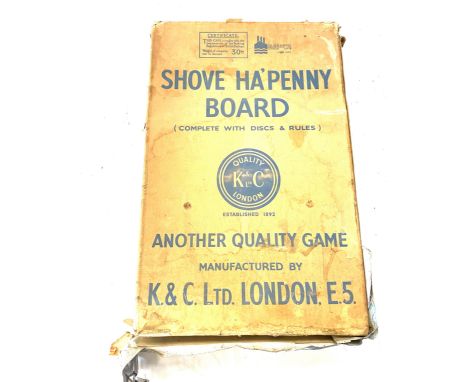 CERTIFICATE.
30
SHOVE HA'PENNY
BOARD
( COMPLETE WITH DISCS & RULES )
QUALITY
K & C
LTD
LONDON
ESTABLISHED 1892
ANOTHER QUALITY GAME
MANUFACTURED BY
K. & C. LTD. LONDON, E.5.